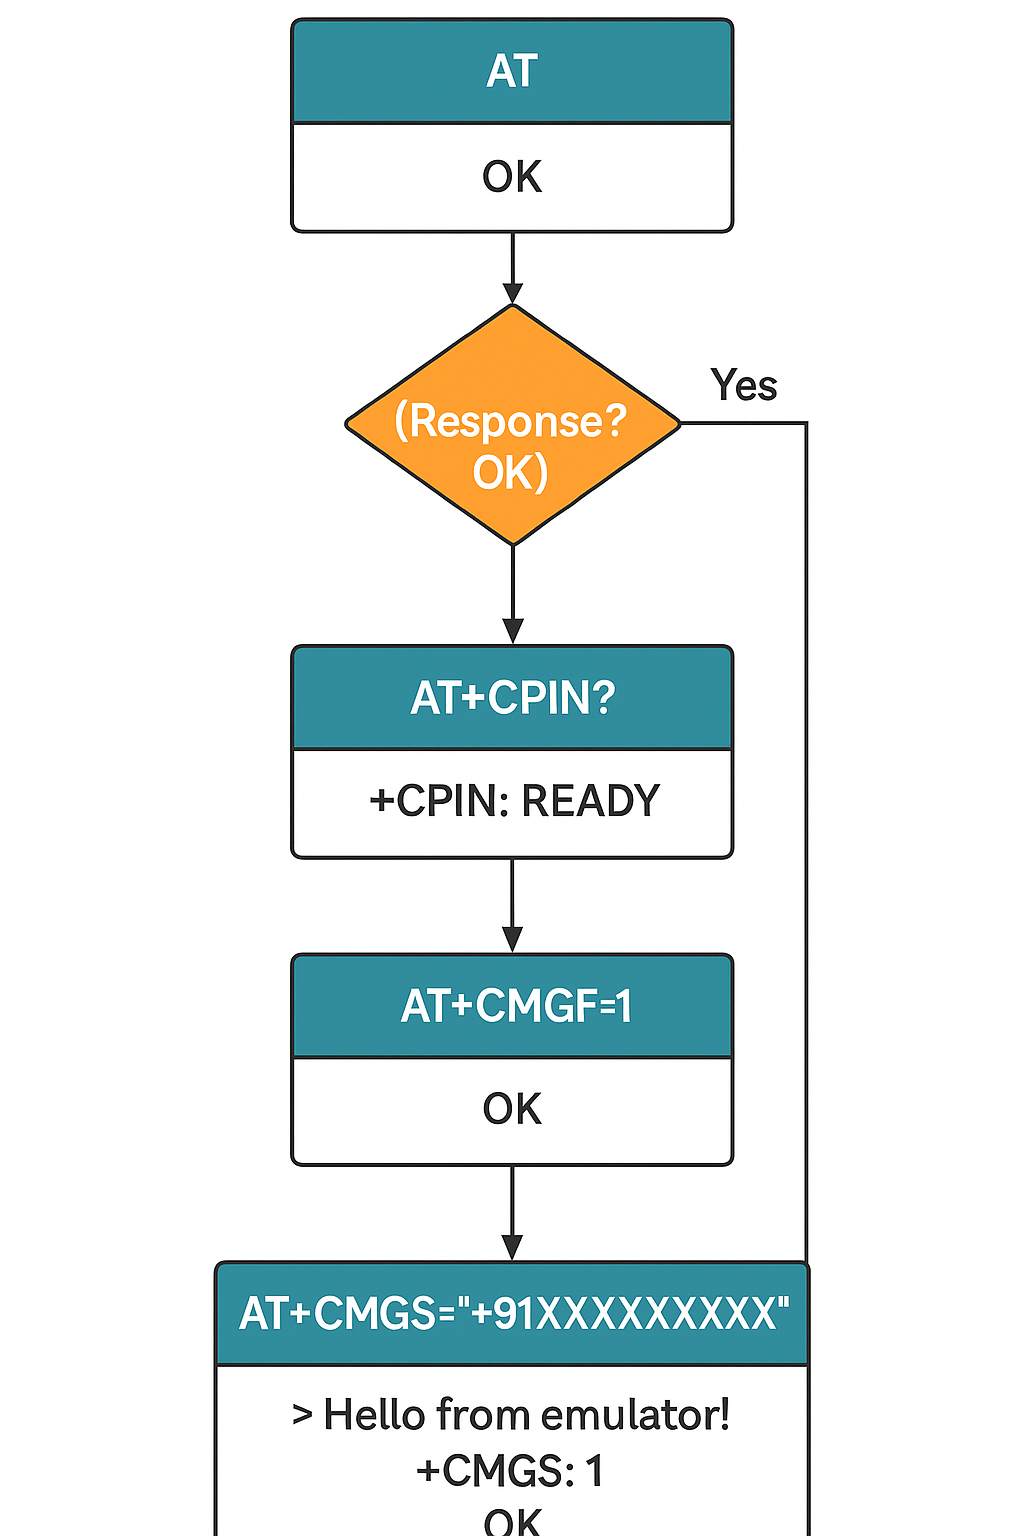 AT
OK
(Response?
OK)
Yes
AT+CPIN?
+CPIN: READY
AT+CMGF=1
OK
AT+CMGS="+91XXXXXXXXX"
> Hello from emulator!
+CMGS: 1
OK